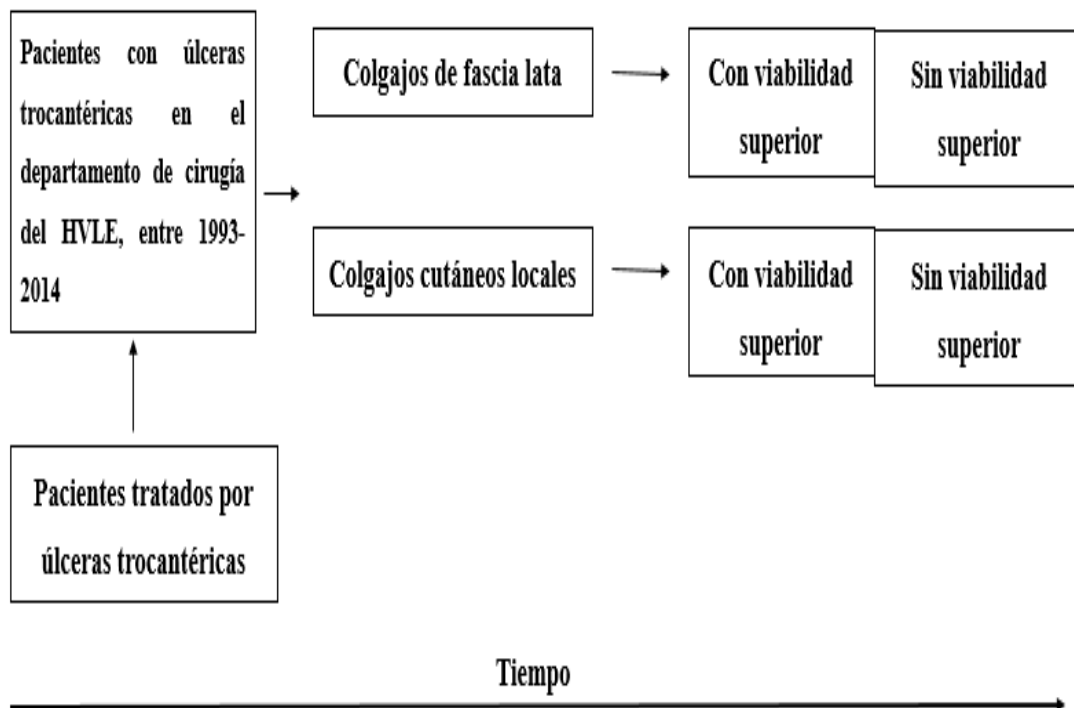 Pacientes con úlceras
trocantéricas en el
departamento de cirugía
del HVLE, entre 1993-
2014
Colgajos de fascia lata
Con viabilidad
superior
Sin viabilidad
superior
Colgajos cutáneos locales
Con viabilidad
superior
Sin viabilidad
superior
Pacientes tratados por
úlceras trocantéricas
Tiempo